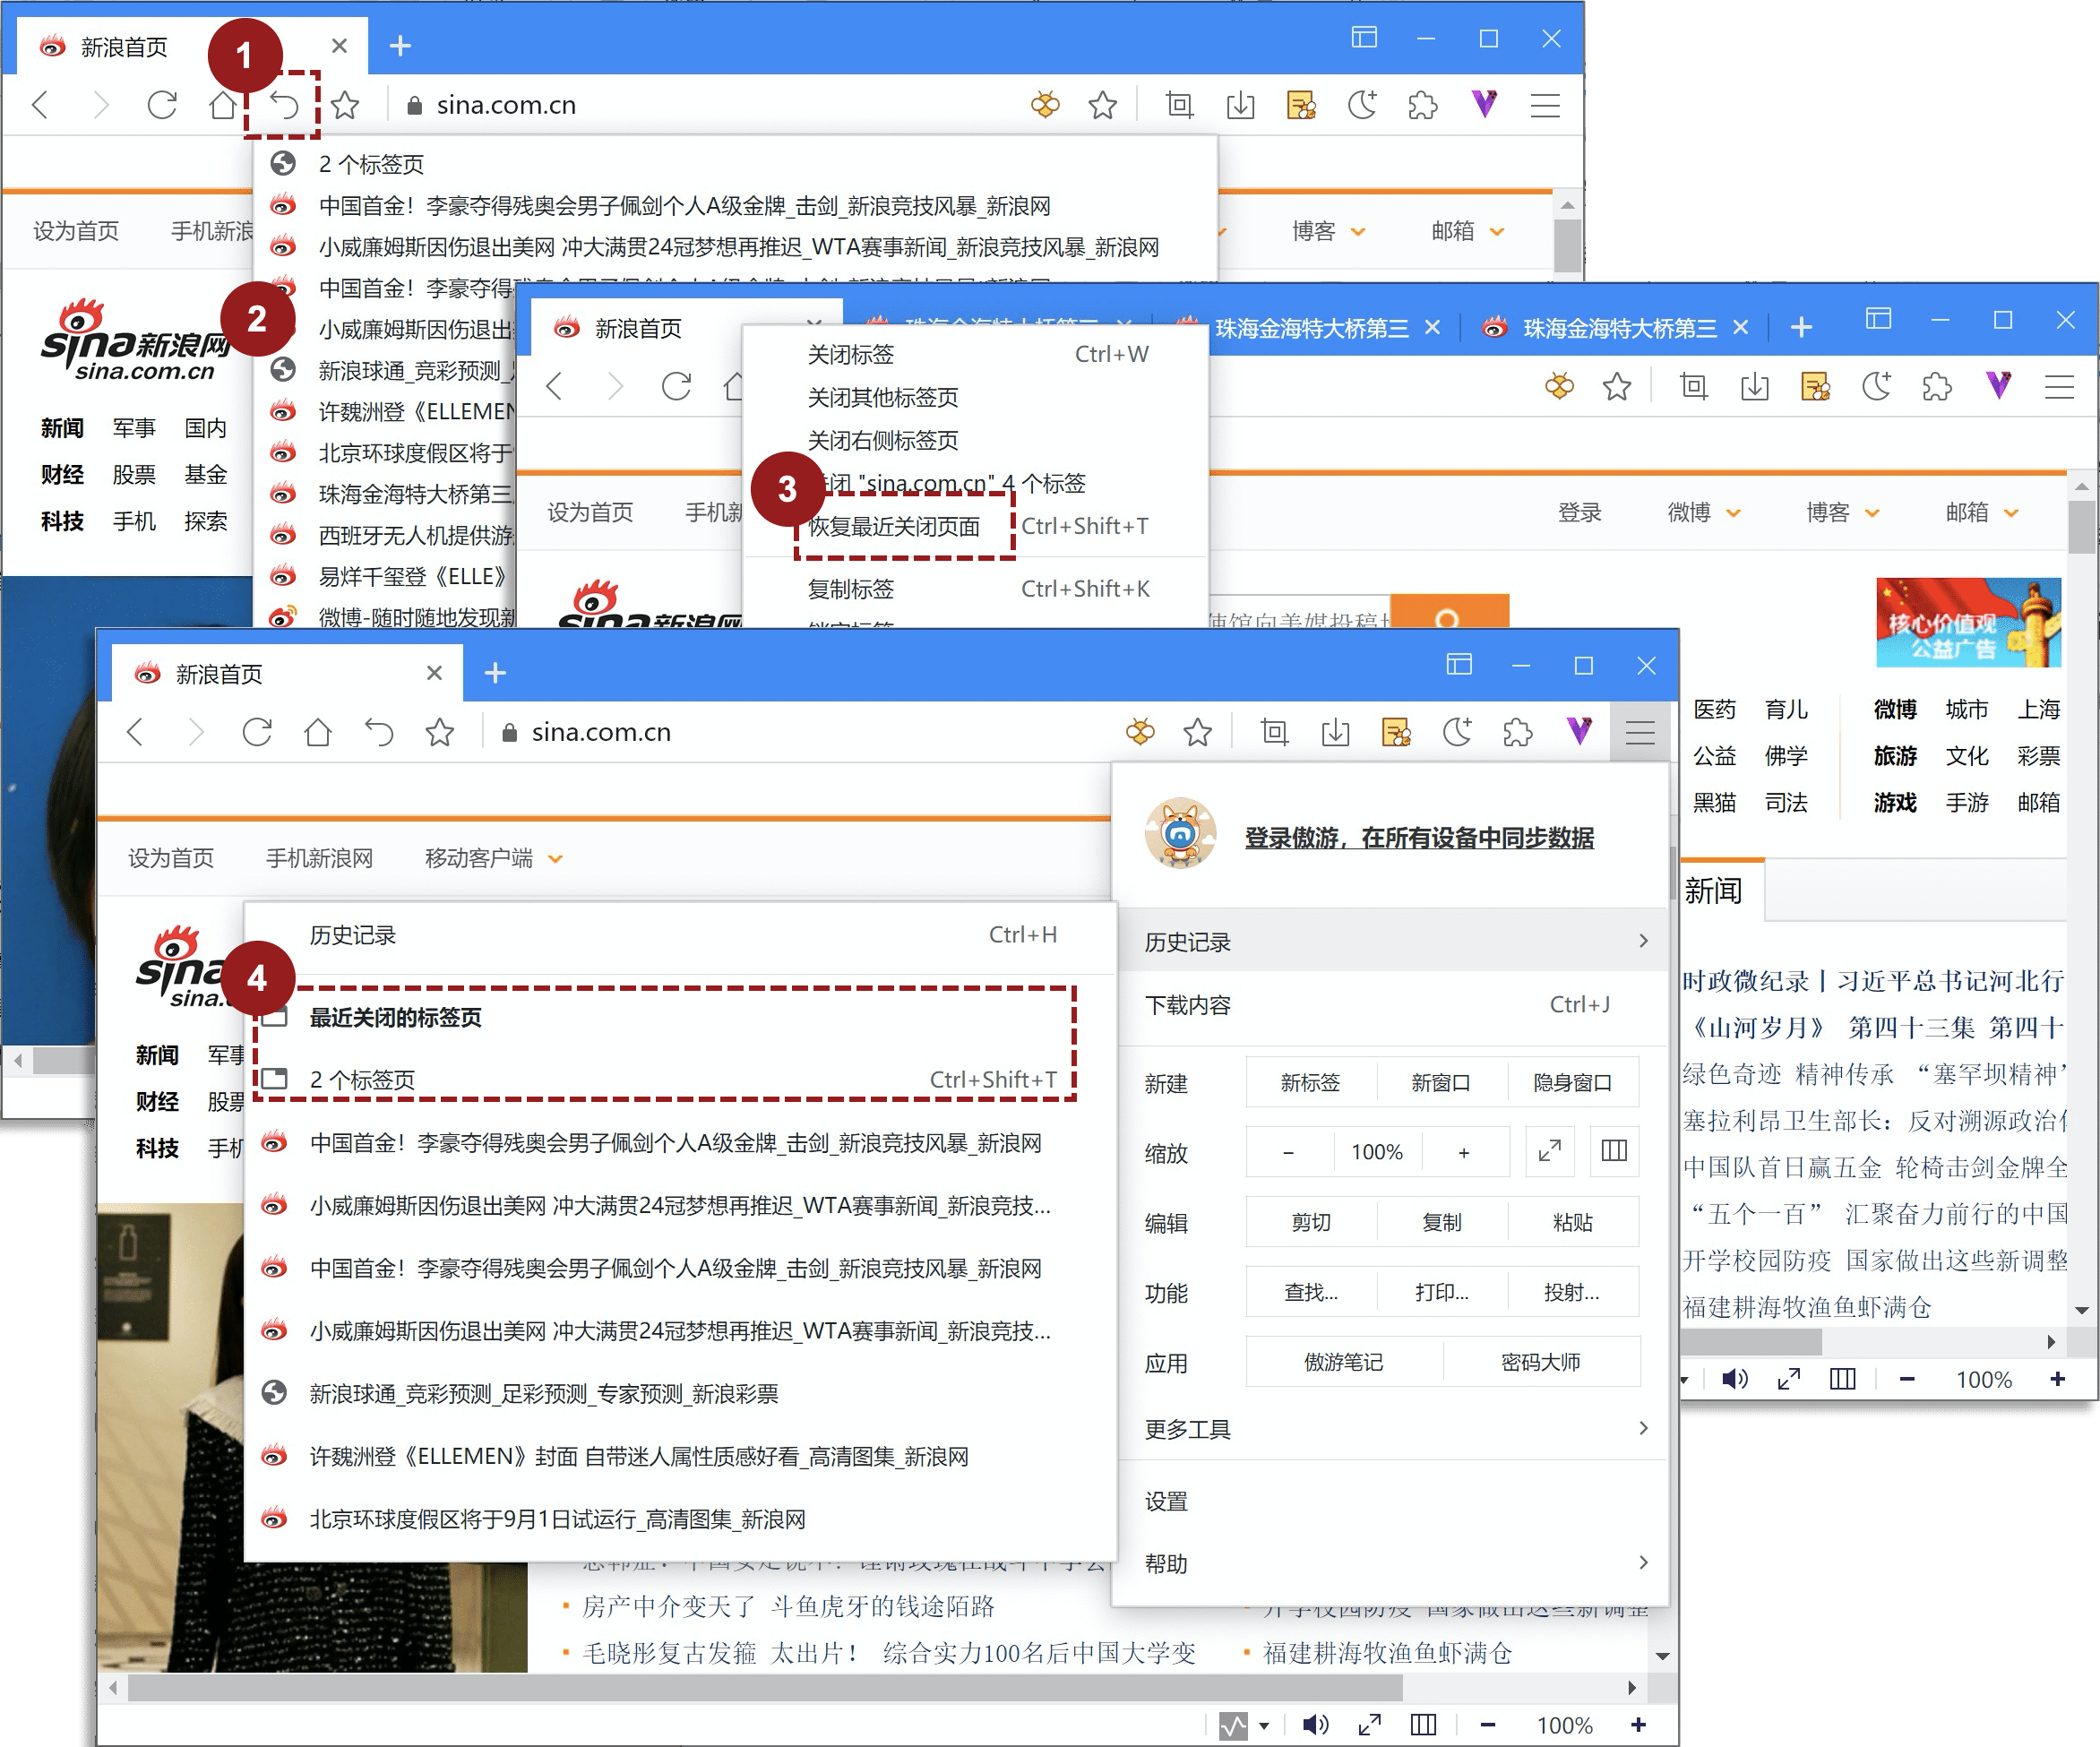 新浪首页
1
sina.com.cn
2 个标签页
中国首金！李豪夺得残奥会男子佩剑个人A级金牌_击剑_新浪竞技风暴_新浪网
小威廉姆斯因伤退出美网 冲大满贯24冠梦想再推迟_WTA赛事新闻_新浪竞技风暴_新浪网
设为首页
手机新浪
博客
邮箱
2
小威廉姆斯因伤退出
新浪球通_竞彩预测_
许魏洲登《ELLEMEN
北京环球度假区将于
珠海金海特大桥第三
西班牙无人机提供游
易烊千玺登《ELLE》
微博-随时随地发现新
sina新浪网
sina.com.cn
新闻 军事 国内
财经 股票 基金
科技 手机 探索
新浪首页
珠海金海特大桥第三
珠海金海特大桥第三
珠海金海特大桥第三
关闭标签 Ctrl+W
关闭其他标签页
关闭右侧标签页
3
闭 "sina.com.cn" 4 个标签
恢复最近关闭页面 Ctrl+Shift+T
复制标签 Ctrl+Shift+K
设为首页
手机新
登录
微博
博客
邮箱
sina新浪网
使馆向美媒投稿
核心价值观
公益广告
医药 育儿 微博 城市 上海
公益 佛学 旅游 文化 彩票
黑猫 司法 游戏 手游 邮箱
新闻
时政微纪录丨习近平总书记河北行
《山河岁月》 第四十三集 第四十
绿色奇迹 精神传承 “塞罕坝精神”
塞拉利昂卫生部长：反对溯源政治化
中国队首日赢五金 轮椅击剑金牌全
“五个一百” 汇聚奋力前行的中国
开学校园防疫 国家做出这些新调整
福建耕海牧渔鱼虾满仓
100%
新浪首页
sina.com.cn
设为首页
手机新浪网
移动客户端
sina
sina.
新闻 军事
财经 股票
科技 手机
历史记录 Ctrl+H
4
最近关闭的标签页
2 个标签页 Ctrl+Shift+T
中国首金！李豪夺得残奥会男子佩剑个人A级金牌_击剑_新浪竞技风暴_新浪网
小威廉姆斯因伤退出美网 冲大满贯24冠梦想再推迟_WTA赛事新闻_新浪竞技...
中国首金！李豪夺得残奥会男子佩剑个人A级金牌_击剑_新浪竞技风暴_新浪网
小威廉姆斯因伤退出美网 冲大满贯24冠梦想再推迟_WTA赛事新闻_新浪竞技...
新浪球通_竞彩预测_足彩预测_专家预测_新浪彩票
许魏洲登《ELLEMEN》封面 自带迷人属性质感好看_高清图集_新浪网
北京环球度假区将于9月1日试运行_高清图集_新浪网
登录傲游，在所有设备中同步数据
历史记录
下载内容 Ctrl+J
新建 新标签 新窗口 隐身窗口
缩放 − 100% +
编辑 剪切 复制 粘贴
功能 查找... 打印... 投射...
应用 傲游笔记 密码大师
更多工具
设置
帮助
房产中介变天了 斗鱼虎牙的钱途陌路
开学校园防疫 国家做出这些新调整
毛晓彤复古发箍 太出片！ 综合实力100名后中国大学变
福建耕海牧渔鱼虾满仓
100%